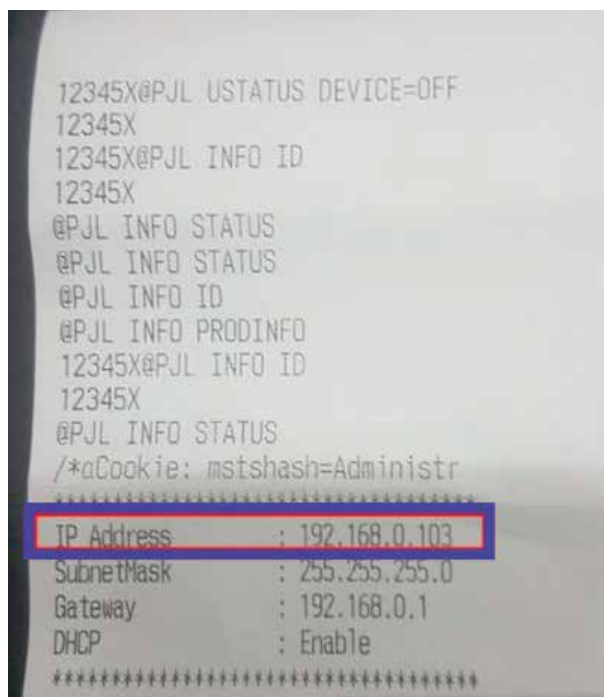 12345X@PJL USTATUS DEVICE=OFF
12345X
12345X@PJL INFO ID
12345X
@PJL INFO STATUS
@PJL INFO STATUS
@PJL INFO ID
@PJL INFO PRODINFO
12345X@PJL INFO ID
12345X
@PJL INFO STATUS
/*àCookie: mstshash=Administr
***********************************
IP Address : 192.168.0.103
SubnetMask : 255.255.255.0
Gateway : 192.168.0.1
DHCP : Enable
***********************************